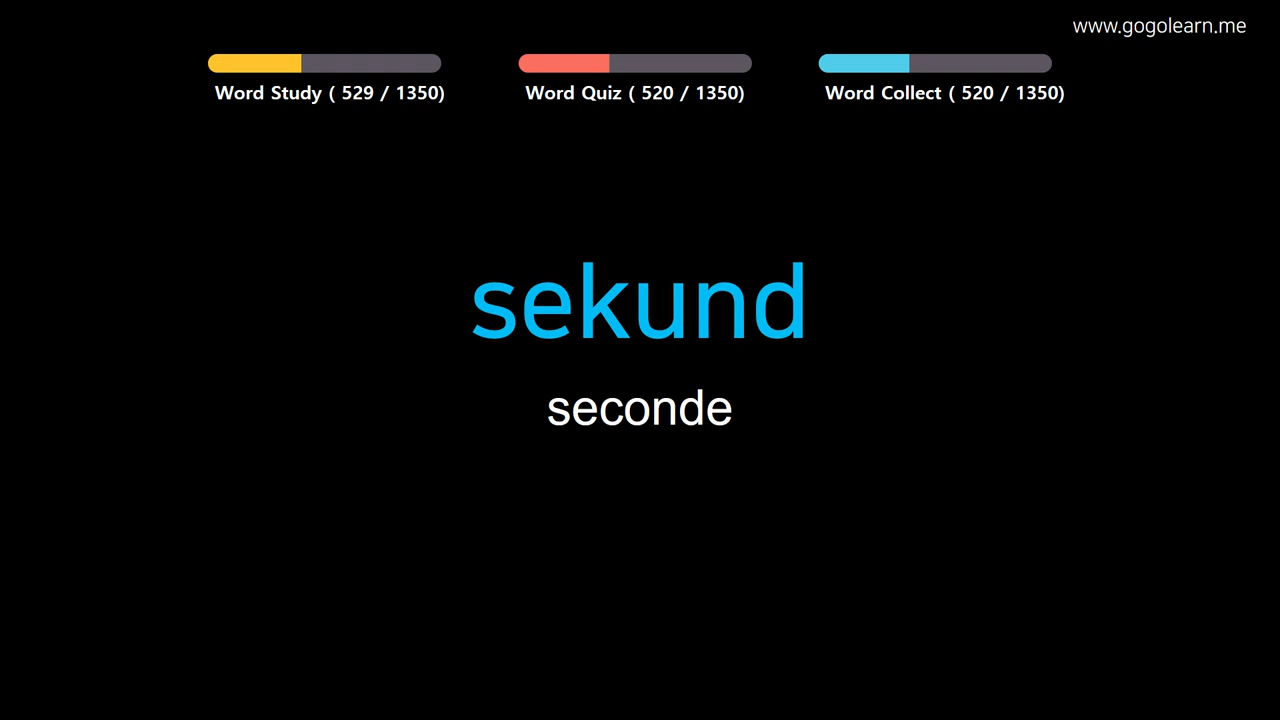 www.gogolearn.me
Word Study ( 529 / 1350)
Word Quiz ( 520 / 1350)
Word Collect ( 520 / 1350)
sekund
seconde